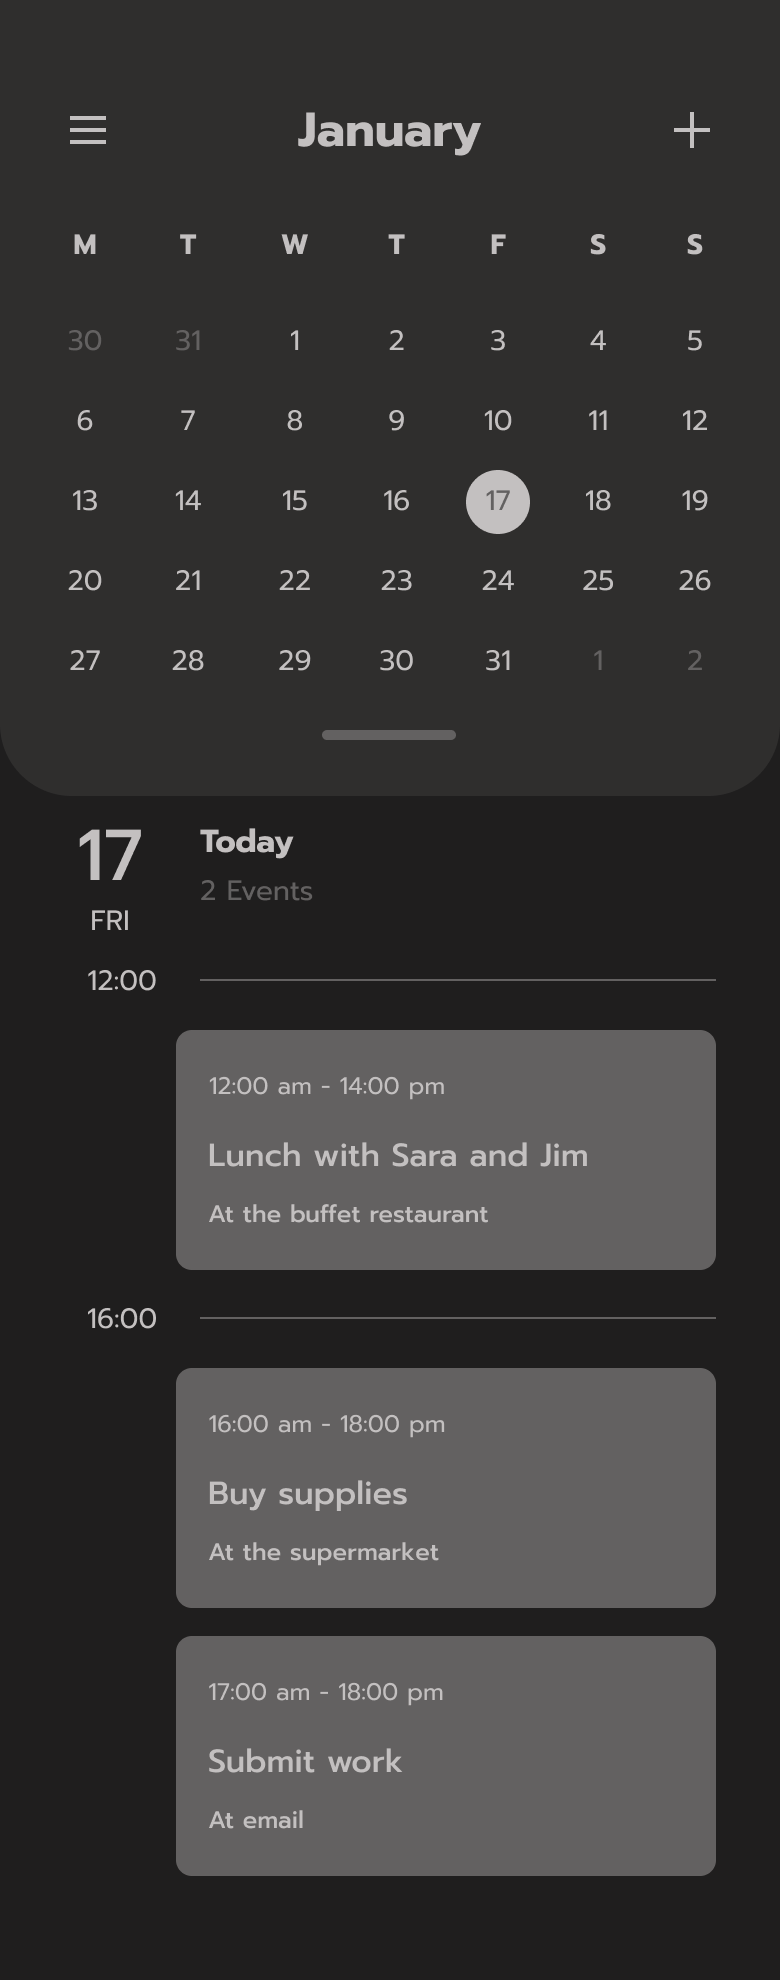 January
M T W T F S S
30 31 1 2 3 4 5
6 7 8 9 10 11 12
13 14 15 16 17 18 19
20 21 22 23 24 25 26
27 28 29 30 31 1 2
17 Today
2 Events
FRI
12:00
12:00 am - 14:00 pm
Lunch with Sara and Jim
At the buffet restaurant
16:00
16:00 am - 18:00 pm
Buy supplies
At the supermarket
17:00 am - 18:00 pm
Submit work
At email